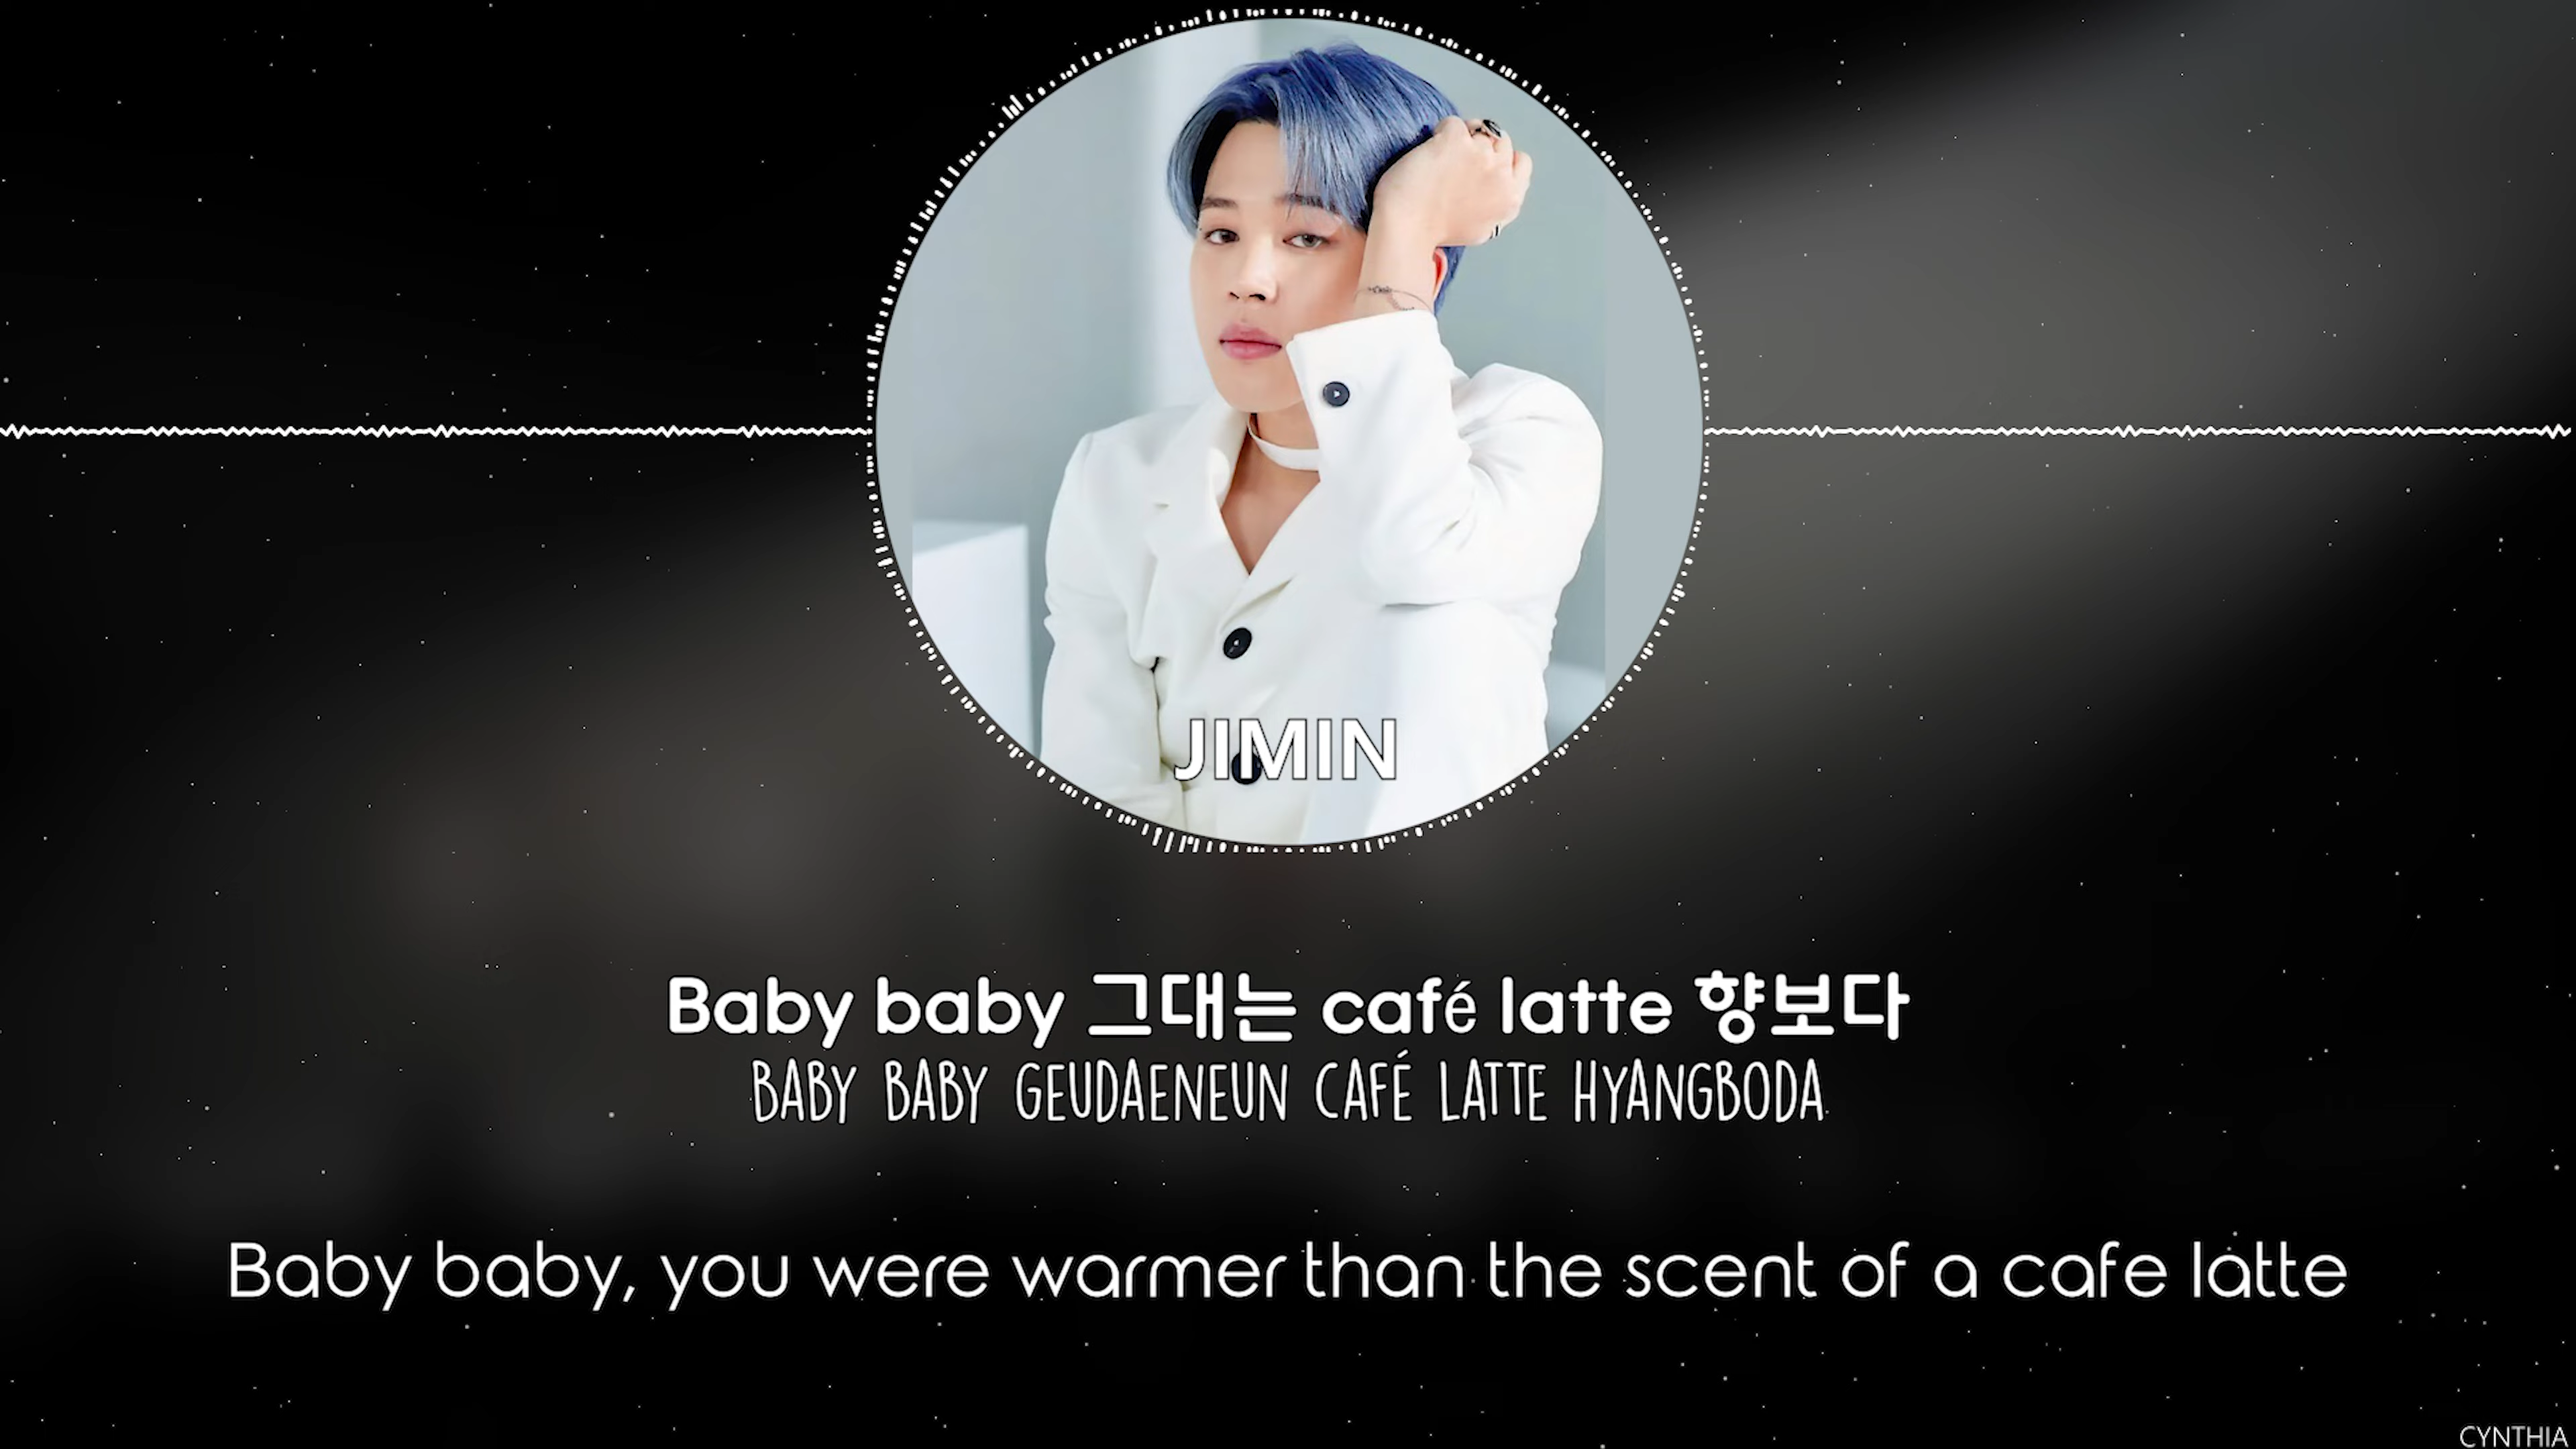 JIMIN
Baby baby 그대는 café latte 향보다
BABY BABY GEUDAENEUN CAFÉ LATTE HYANGBODA
Baby baby, you were warmer than the scent of a cafe latte
CYNTHIA